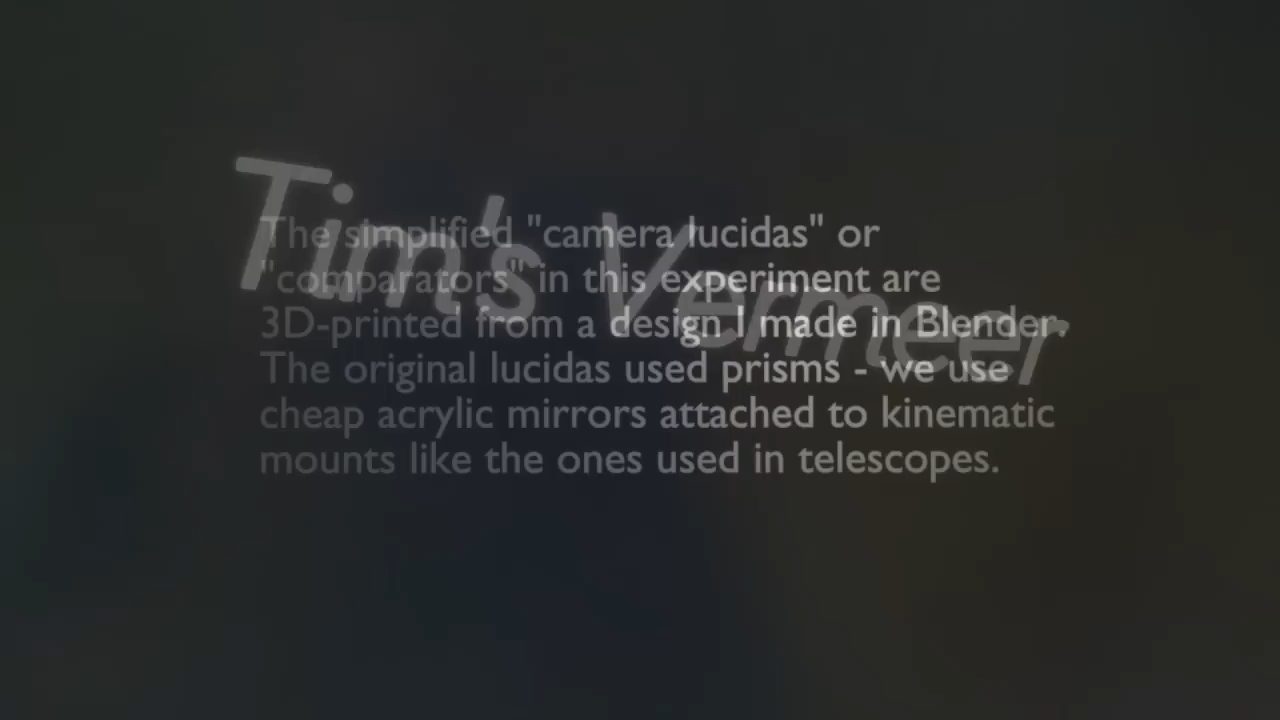 Tim's Vermeer
The simplified "camera lucidas" or
"comparators" in this experiment are
3D-printed from a design I made in Blender.
The original lucidas used prisms - we use
cheap acrylic mirrors attached to kinematic
mounts like the ones used in telescopes.